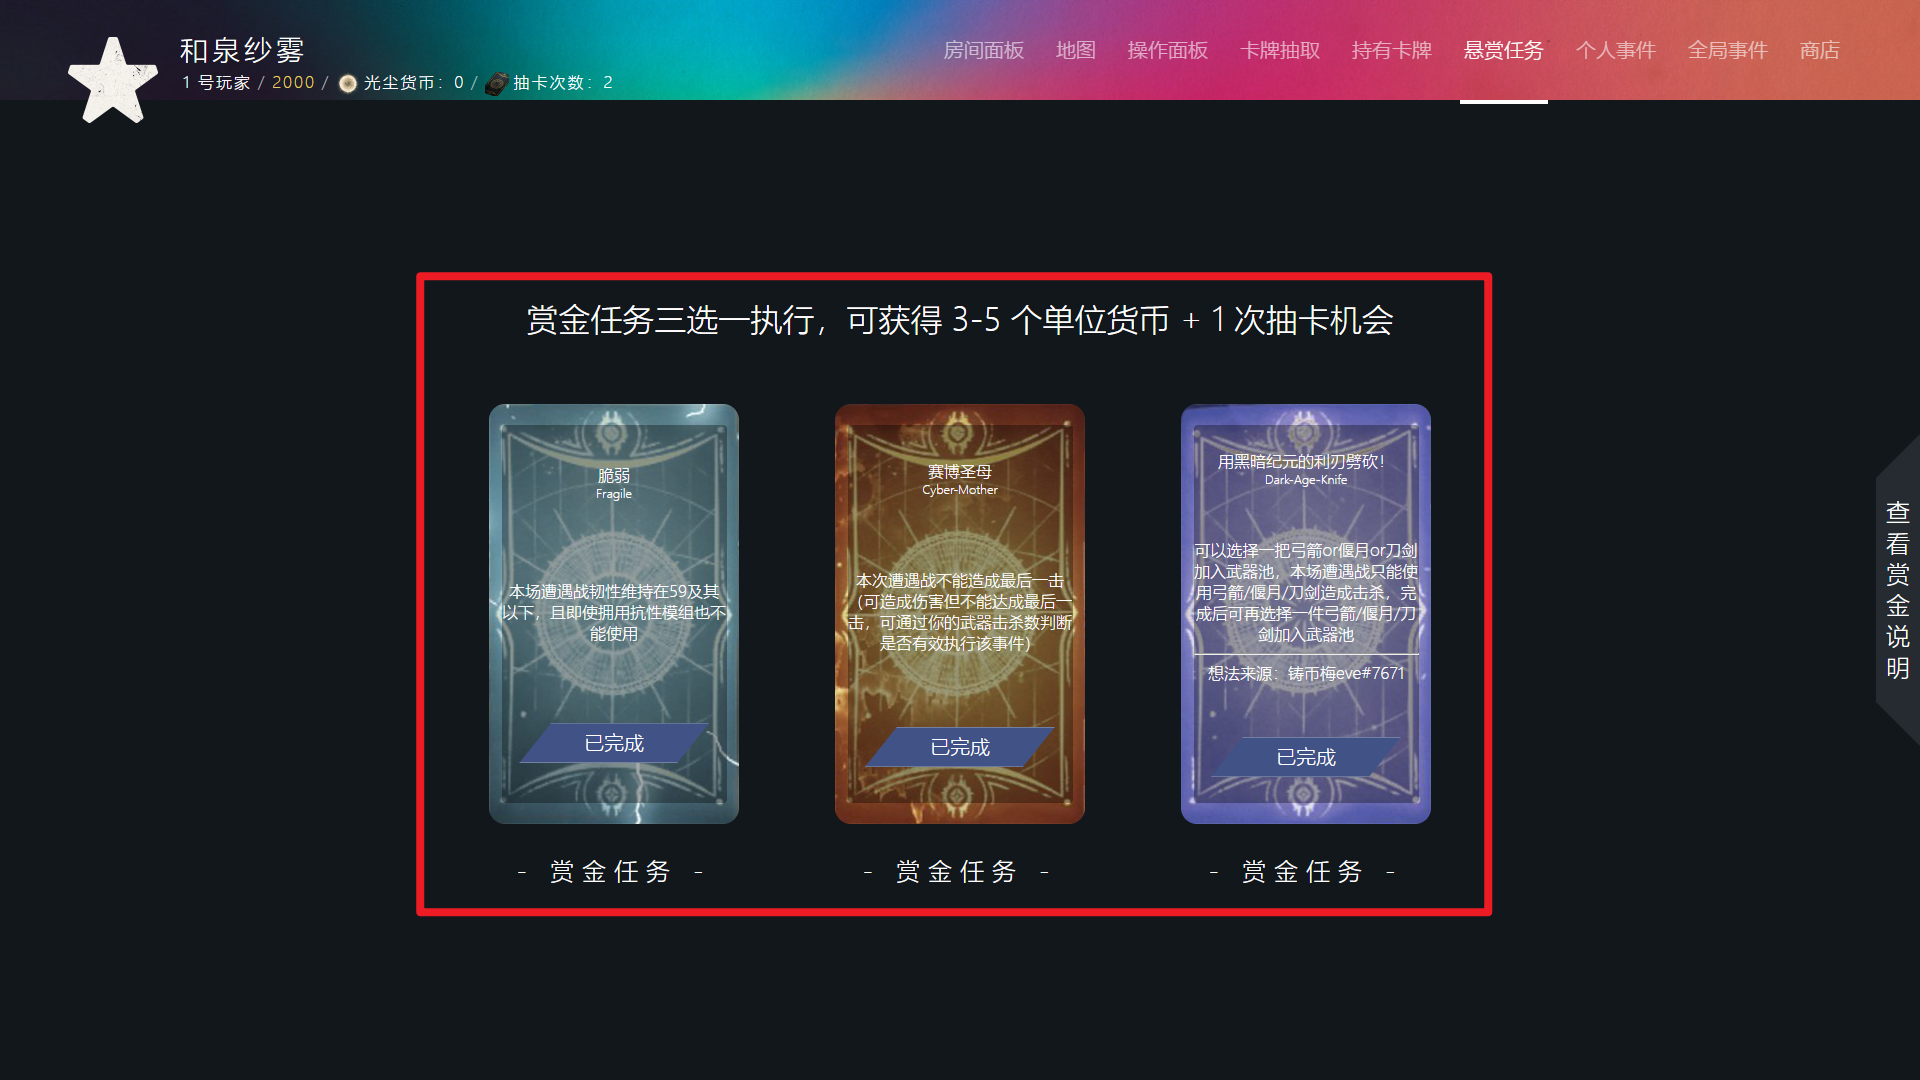 和泉纱雾
1 号玩家 / 2000 / 光尘货币：0 / 抽卡次数：2
房间面板 地图 操作面板 卡牌抽取 持有卡牌 悬赏任务 个人事件 全局事件 商店
赏金任务三选一执行，可获得 3-5 个单位货币 + 1 次抽卡机会
脆弱
Fragile
本场遭遇战韧性维持在59及其
以下，且即使拥用抗性模组也不
能使用
已完成
- 赏金任务 -
赛博圣母
Cyber-Mother
本次遭遇战不能造成最后一击
（可造成伤害但不能达成最后一
击，可通过你的武器击杀数判断
是否有效执行该事件）
已完成
- 赏金任务 -
用黑暗纪元的利刃劈砍！
Dark-Age-Knife
可以选择一把弓箭or偃月or刀剑
加入武器池，本场遭遇战只能使
用弓箭/偃月/刀剑造成击杀，完
成后可再选择一件弓箭/偃月/刀
剑加入武器池
想法来源：铸币梅eve#7671
已完成
- 赏金任务 -
查看赏金说明